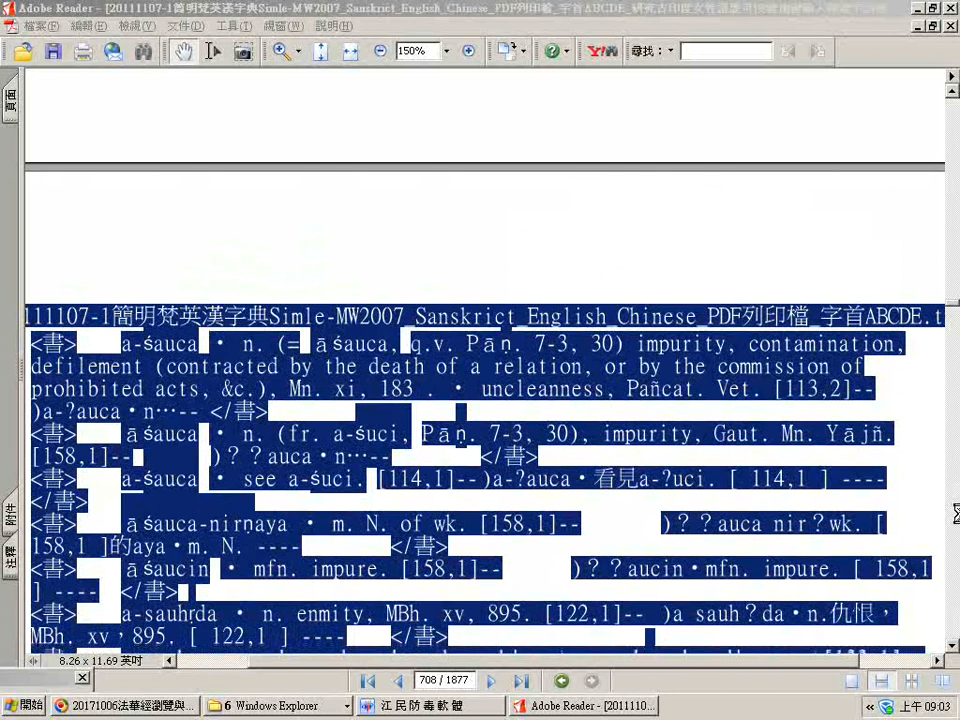 Adobe Reader - [20111107-1簡明梵英漢字典Simle-MW2007_Sanskrit_English_Chinese_PDF列印檔_字首ABCDE_
檔案(F) 編輯(E) 檢視(V) 文件(D) 工具(T) 視窗(W) 說明(H)
150% 尋找:
頁面
111107-1簡明梵英漢字典Simle-MW2007_Sanskrict_English_Chinese_PDF列印檔_字首ABCDE.t
<書> a-śauca • n. (= āśauca, q.v. Pāṇ. 7-3, 30) impurity, contamination,
defilement (contracted by the death of a relation, or by the commission of
prohibited acts, &c.), Mn. xi, 183 . • uncleanness, Pañcat. Vet. [113,2]--
)a-?auca•n…-- </書>
<書> āśauca • n. (fr. a-śuci, Pāṇ. 7-3, 30), impurity, Gaut. Mn. Yājñ.
[158,1]-- )??auca•n…-- </書>
<書> a-śauca • see a-śuci. [114,1]--)a-?auca•看見a-?uci. [ 114,1 ] ----
</書>
<書> āśauca-nirṇaya • m. N. of wk. [158,1]-- )??auca nir?wk. [
158,1 ]的aya•m. N. ---- </書>
<書> āśaucin • mfn. impure. [158,1]-- )??aucin•mfn. impure. [ 158,1
] ---- </書>
<書> a-sauhṛda • n. enmity, MBh. xv, 895. [122,1]-- )a sauh?da•n.仇恨，
MBh. xv，895. [ 122,1 ] ---- </書>
附件
注釋
8.26 x 11.69 英吋
708 / 1877
開始 20171006法華經瀏覽與... 6 Windows Explorer 江民防毒軟體 Adobe Reader - [2011110... 上午 09:03